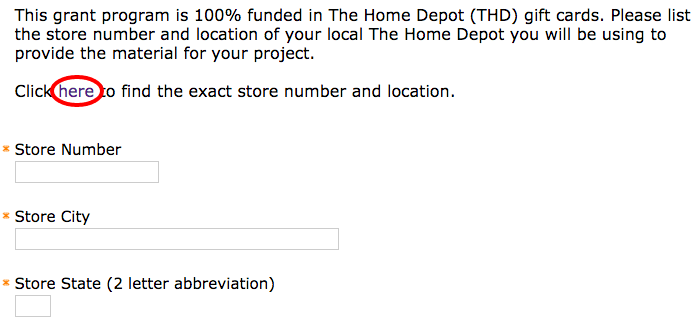 This grant program is 100% funded in The Home Depot (THD) gift cards. Please list
the store number and location of your local The Home Depot you will be using to
provide the material for your project.
Click here to find the exact store number and location.
* Store Number
* Store City
* Store State (2 letter abbreviation)